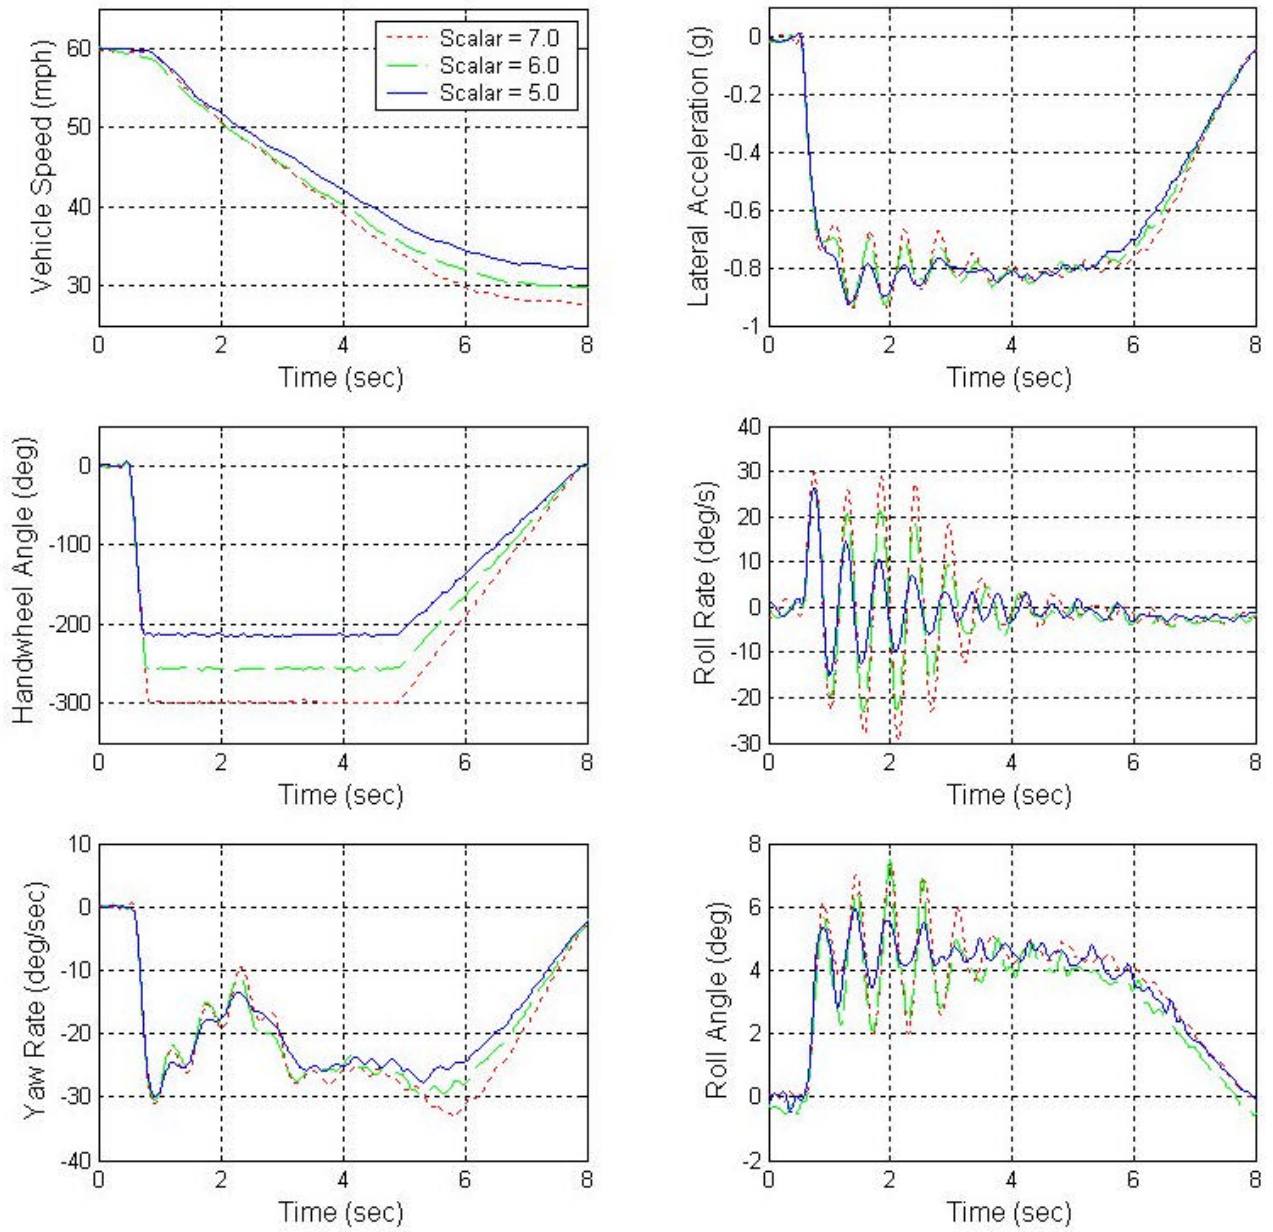 Vehicle Speed (mph)
60
50
40
30
0 2 4 6 8
Time (sec)
Scalar = 7.0
Scalar = 6.0
Scalar = 5.0
Lateral Acceleration (g)
0
-0.2
-0.4
-0.6
-0.8
-1
0 2 4 6 8
Time (sec)
Handwheel Angle (deg)
0
-100
-200
-300
0 2 4 6 8
Time (sec)
Roll Rate (deg/s)
40
30
20
10
0
-10
-20
-30
0 2 4 6 8
Time (sec)
Yaw Rate (deg/sec)
10
0
-10
-20
-30
-40
0 2 4 6 8
Time (sec)
Roll Angle (deg)
8
6
4
2
0
-2
0 2 4 6 8
Time (sec)